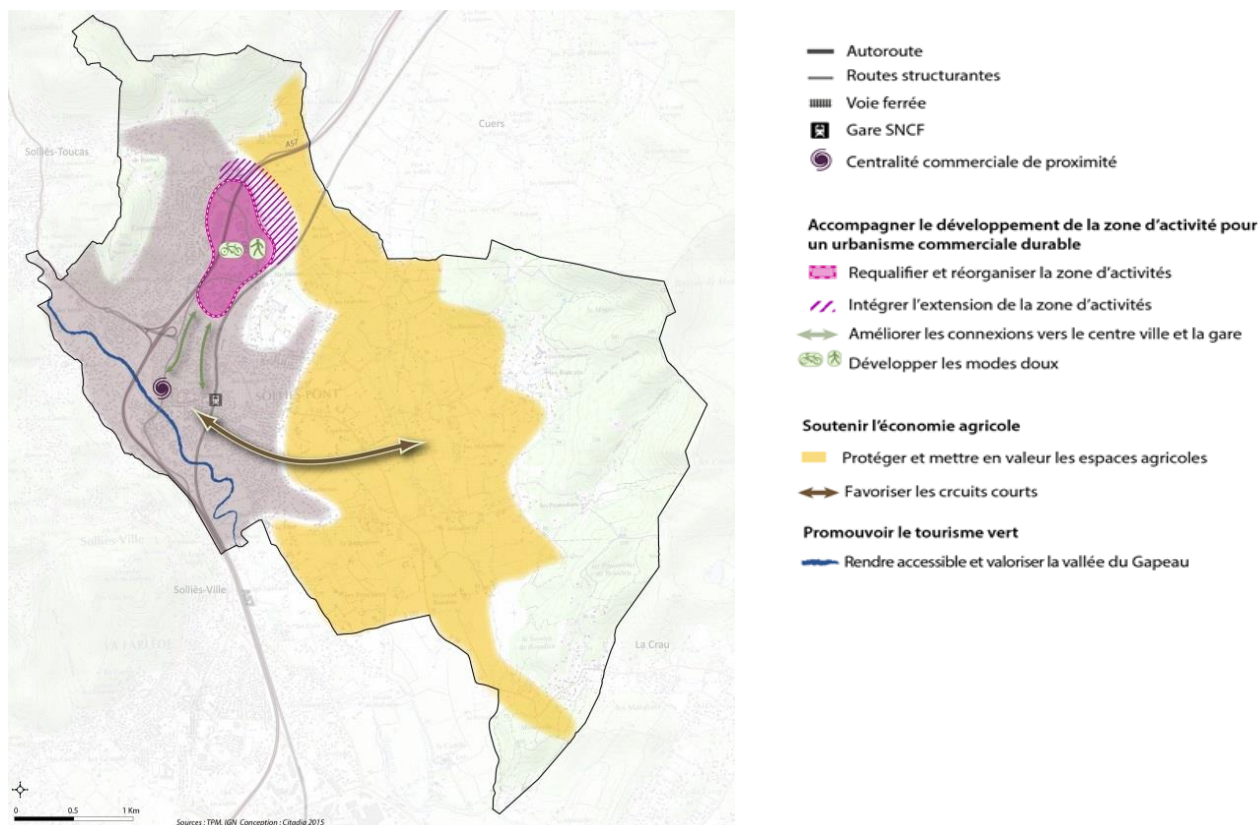 Cuers
A57
Solliès-Toucas
SOLLIÈS-PONT
Solliès-Ville
Solliès-Ville
LA FARLÈDE
A57
La Crau
0 0.5 1 Km
Sources : TPM, IGN Conception : Citadia 2015
Autoroute
Routes structurantes
Voie ferrée
Gare SNCF
Centralité commerciale de proximité
Accompagner le développement de la zone d'activité pour
un urbanisme commerciale durable
Requalifier et réorganiser la zone d'activités
Intégrer l'extension de la zone d'activités
Améliorer les connexions vers le centre ville et la gare
Développer les modes doux
Soutenir l'économie agricole
Protéger et mettre en valeur les espaces agricoles
Favoriser les crcuits courts
Promouvoir le tourisme vert
Rendre accessible et valoriser la vallée du Gapeau